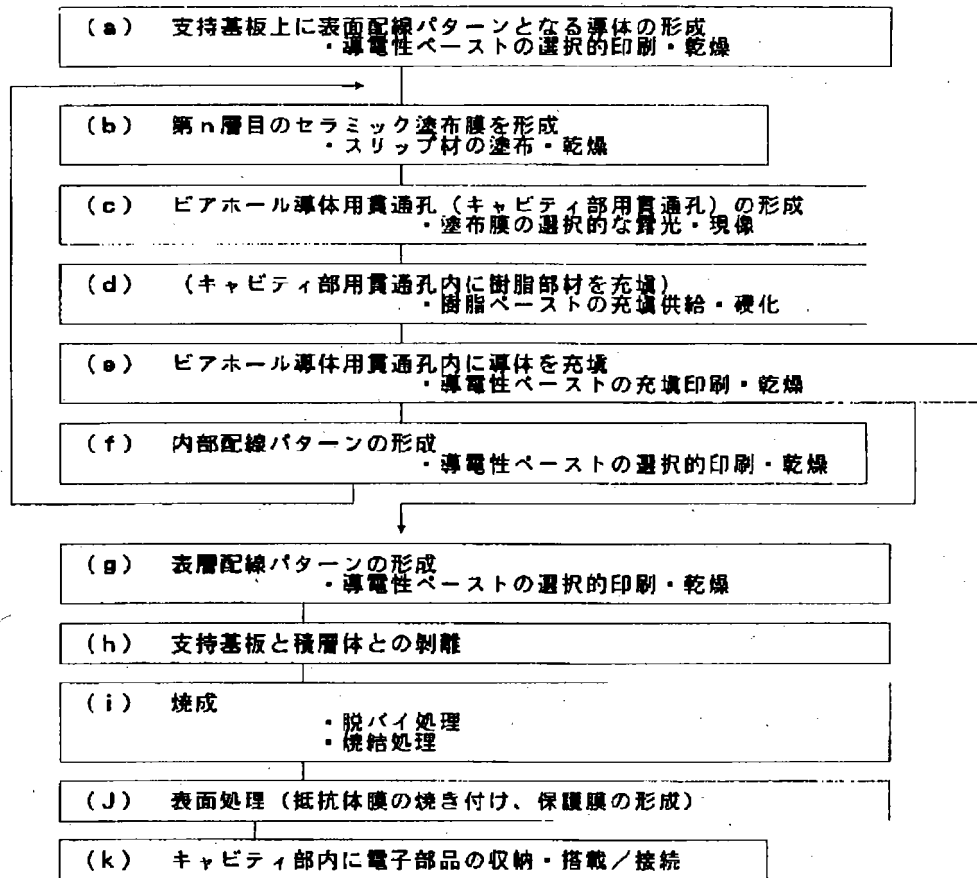 (a) 支持基板上に表面配線パターンとなる導体の形成
・導電性ペーストの選択的印刷・乾燥
(b) 第n層目のセラミック塗布膜を形成
・スリップ材の塗布・乾燥
(c) ビアホール導体用貫通孔(キャビティ部用貫通孔)の形成
・塗布膜の選択的な露光・現像
(d) (キャビティ部用貫通孔内に樹脂部材を充填)
・樹脂ペーストの充填供給・硬化
(e) ビアホール導体用貫通孔内に導体を充填
・導電性ペーストの充填印刷・乾燥
(f) 内部配線パターンの形成
・導電性ペーストの選択的印刷・乾燥
(g) 表層配線パターンの形成
・導電性ペーストの選択的印刷・乾燥
(h) 支持基板と積層体との剥離
(i) 焼成
・脱バイ処理
・焼結処理
(J) 表面処理(抵抗体膜の焼き付け、保護膜の形成)
(k) キャビティ部内に電子部品の収納・搭載/接続